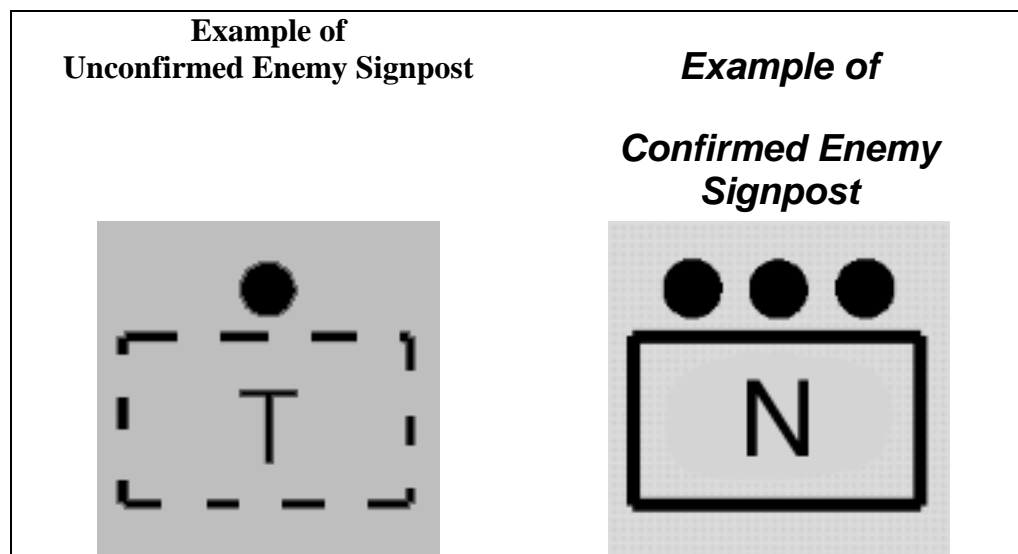 Example of
Unconfirmed Enemy Signpost
Example of
Confirmed Enemy
Signpost
T
N